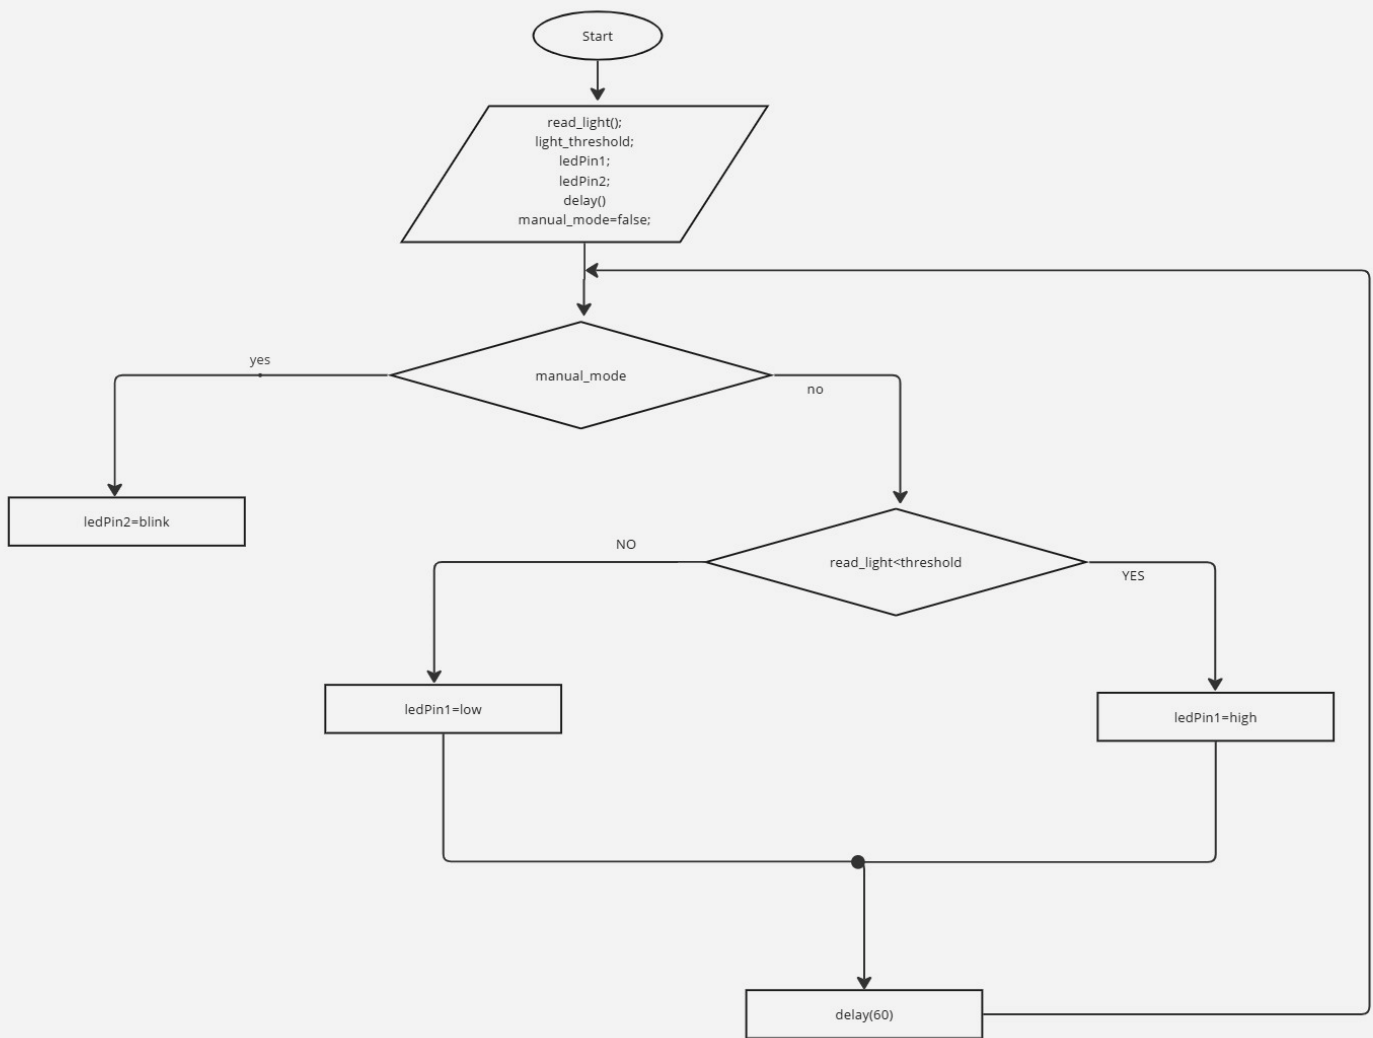 Start
read_light();
light_threshold;
ledPin1;
ledPin2;
delay()
manual_mode=false;
yes
manual_mode
no
ledPin2=blink
NO
read_light<threshold
YES
ledPin1=low
ledPin1=high
delay(60)